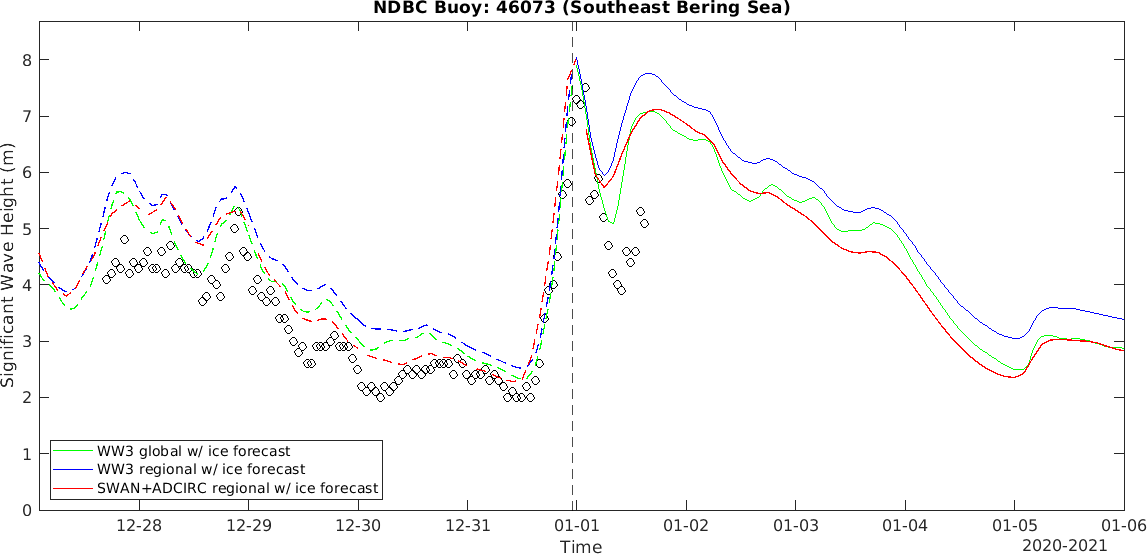 NDBC Buoy: 46073 (Southeast Bering Sea)
Significant Wave Height (m)
8
7
6
5
4
3
2
1
0
WW3 global w/ ice forecast
WW3 regional w/ ice forecast
SWAN+ADCIRC regional w/ ice forecast
12-28 12-29 12-30 12-31 01-01 01-02 01-03 01-04 01-05 01-06
Time
2020-2021